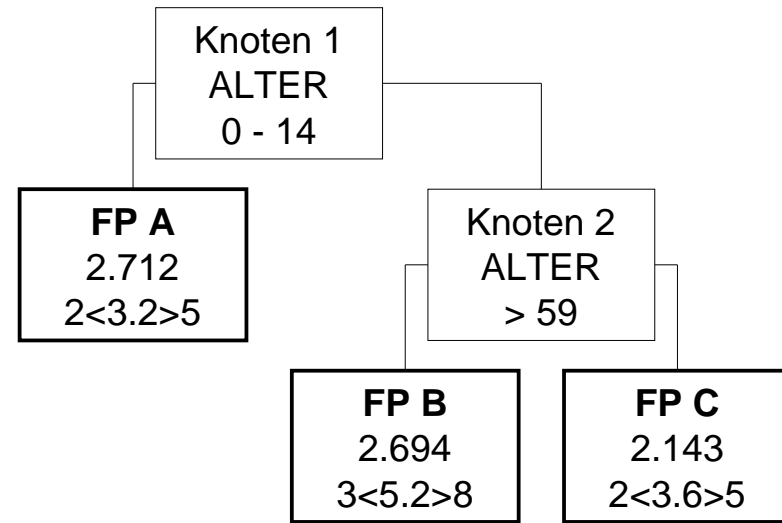 Knoten 1
ALTER
0 - 14
FP A
2.712
2<3.2>5
Knoten 2
ALTER
> 59
FP B
2.694
3<5.2>8
FP C
2.143
2<3.6>5